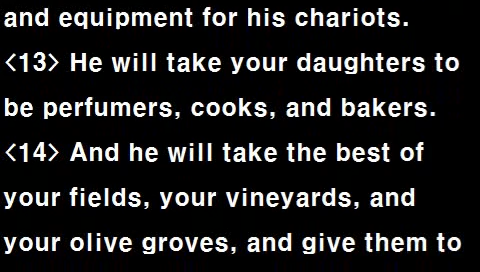 and equipment for his chariots.
<13> He will take your daughters to
be perfumers, cooks, and bakers.
<14> And he will take the best of
your fields, your vineyards, and
your olive groves, and give them to